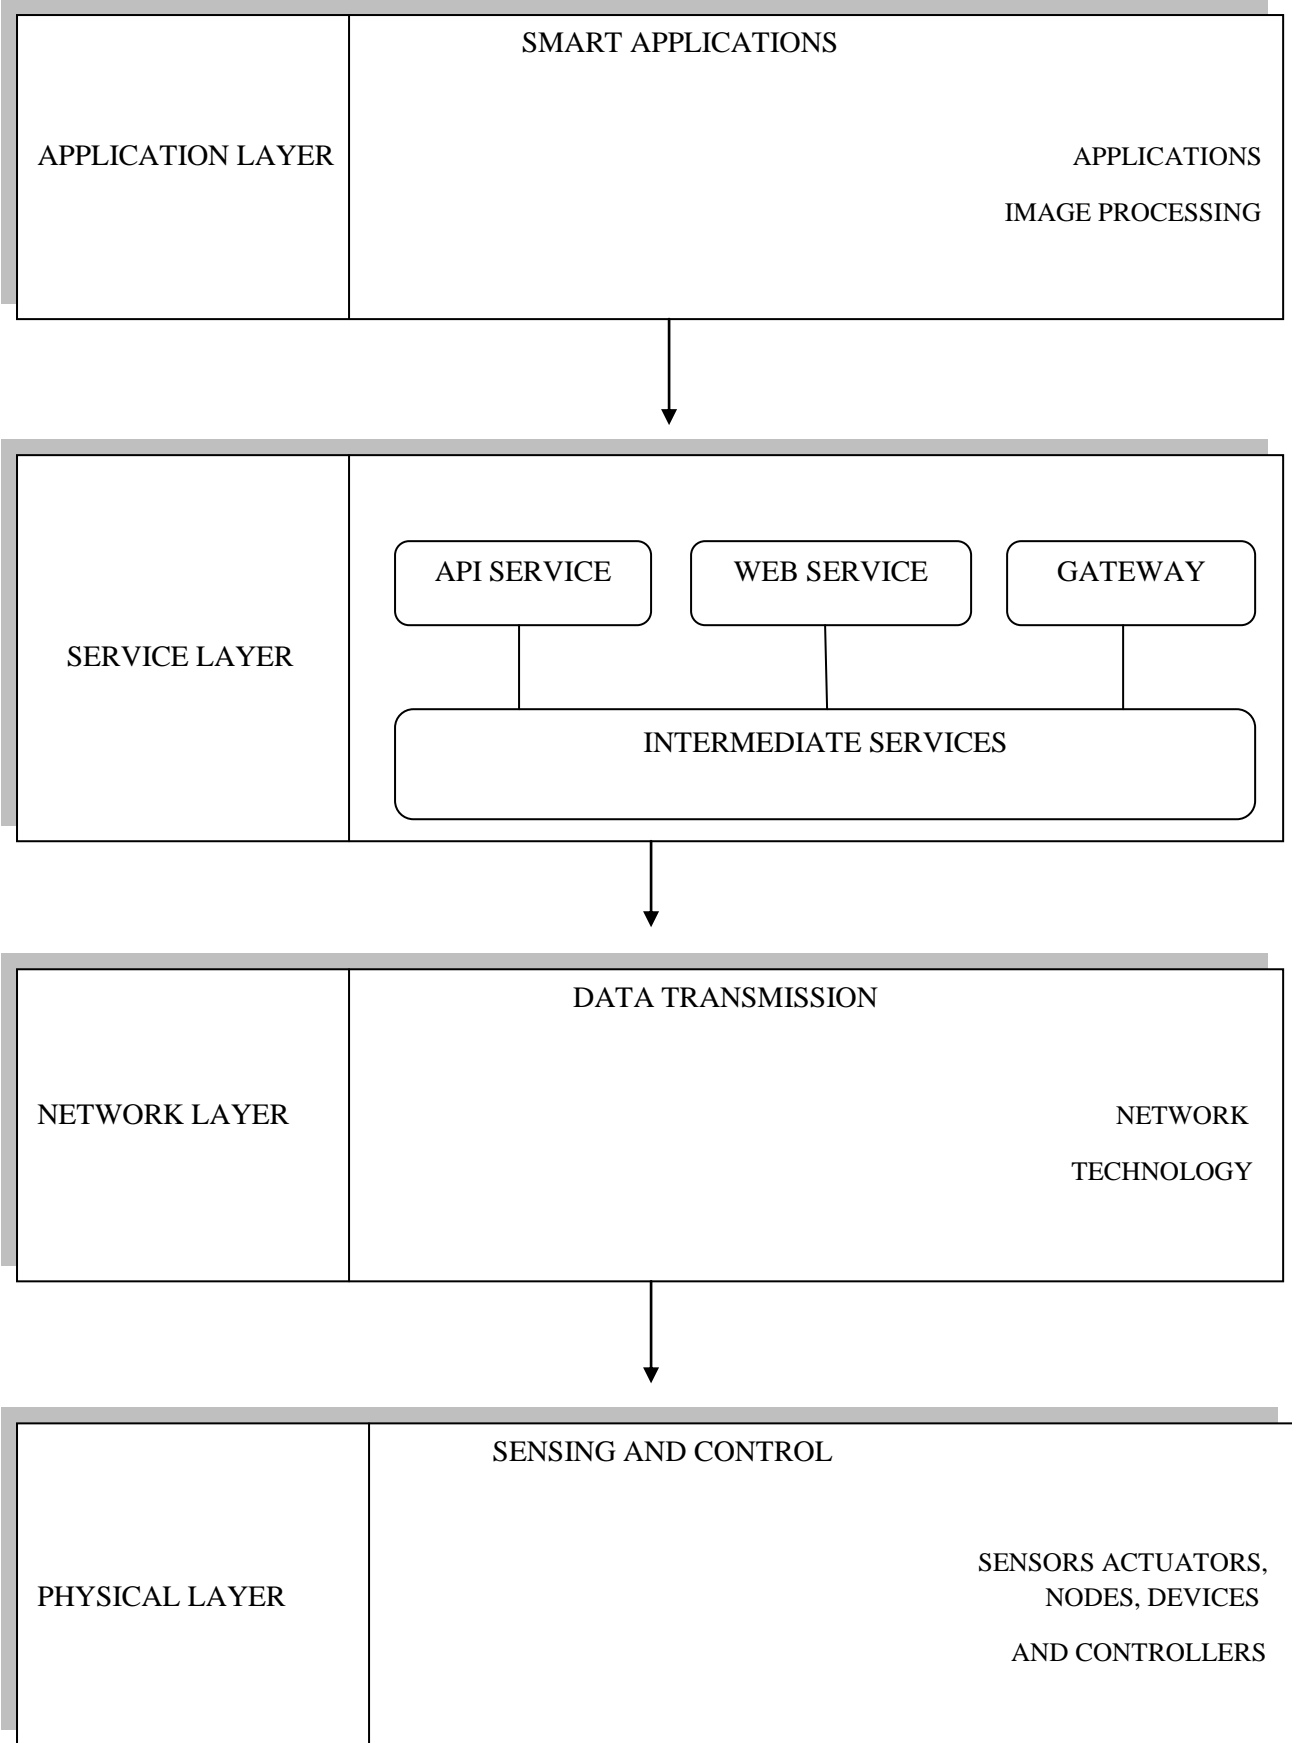 SMART APPLICATIONS
APPLICATION LAYER
APPLICATIONS
IMAGE PROCESSING
API SERVICE
WEB SERVICE
GATEWAY
SERVICE LAYER
INTERMEDIATE SERVICES
DATA TRANSMISSION
NETWORK LAYER
NETWORK
TECHNOLOGY
SENSING AND CONTROL
PHYSICAL LAYER
SENSORS ACTUATORS,
NODES, DEVICES
AND CONTROLLERS